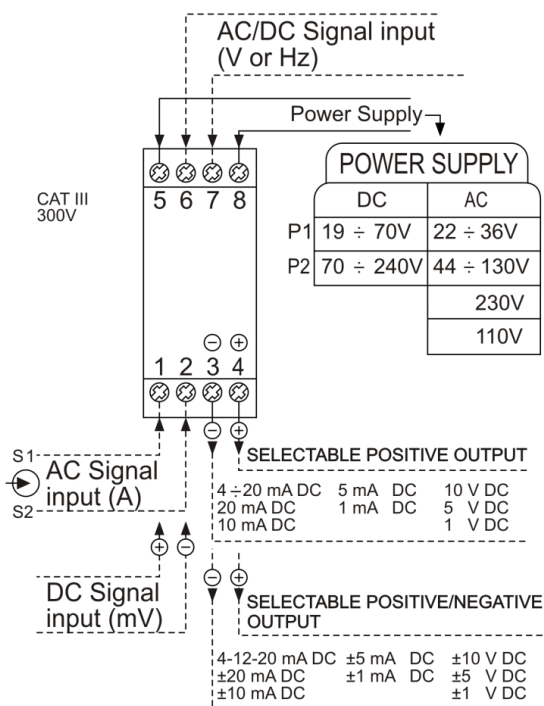 AC/DC Signal input
(V or Hz)
Power Supply
POWER SUPPLY
DC AC
P1 19 ÷ 70V 22 ÷ 36V
P2 70 ÷ 240V 44 ÷ 130V
230V
110V
CAT III
300V
5 6 7 8
⊖ ⊕
1 2 3 4
⊖ ⊕
S1
AC Signal
input (A)
S2
SELECTABLE POSITIVE OUTPUT
4 ÷20 mA DC 5 mA DC 10 V DC
20 mA DC 1 mA DC 5 V DC
10 mA DC 1 V DC
⊕ ⊖
DC Signal
input (mV)
⊖ ⊕
SELECTABLE POSITIVE/NEGATIVE
OUTPUT
4-12-20 mA DC ±5 mA DC ±10 V DC
±20 mA DC ±1 mA DC ±5 V DC
±10 mA DC ±1 V DC